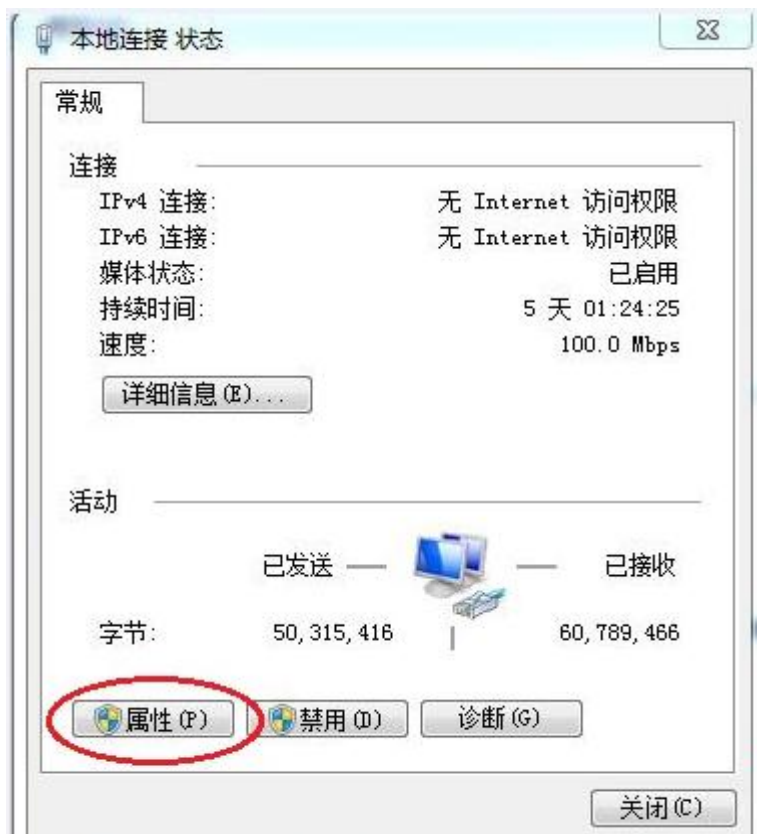 本地连接 状态
常规
连接
IPv4 连接: 无 Internet 访问权限
IPv6 连接: 无 Internet 访问权限
媒体状态: 已启用
持续时间: 5 天 01:24:25
速度: 100.0 Mbps
详细信息(E)...
活动
已发送 已接收
字节: 50,315,416 60,789,466
属性(P) 禁用(D) 诊断(G)
关闭(C)